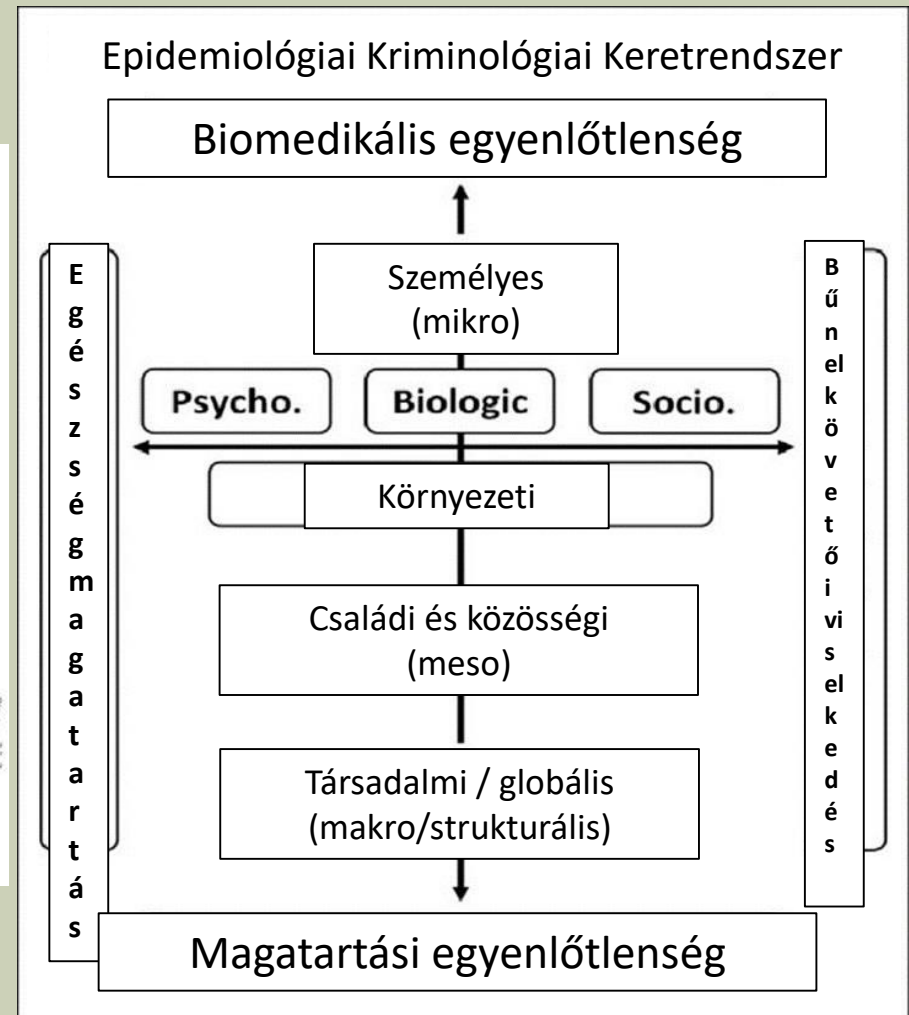 Epidemiológiai Kriminológiai Keretrendszer
Biomedikális egyenlőtlenség
Személyes
(mikro)
Psycho. Biologic Socio.
Környezeti
Családi és közösségi
(meso)
Társadalmi / globális
(makro/strukturális)
Magatartási egyenlőtlenség
Egészségmagatartás
Bűnelkövetői viselkedés